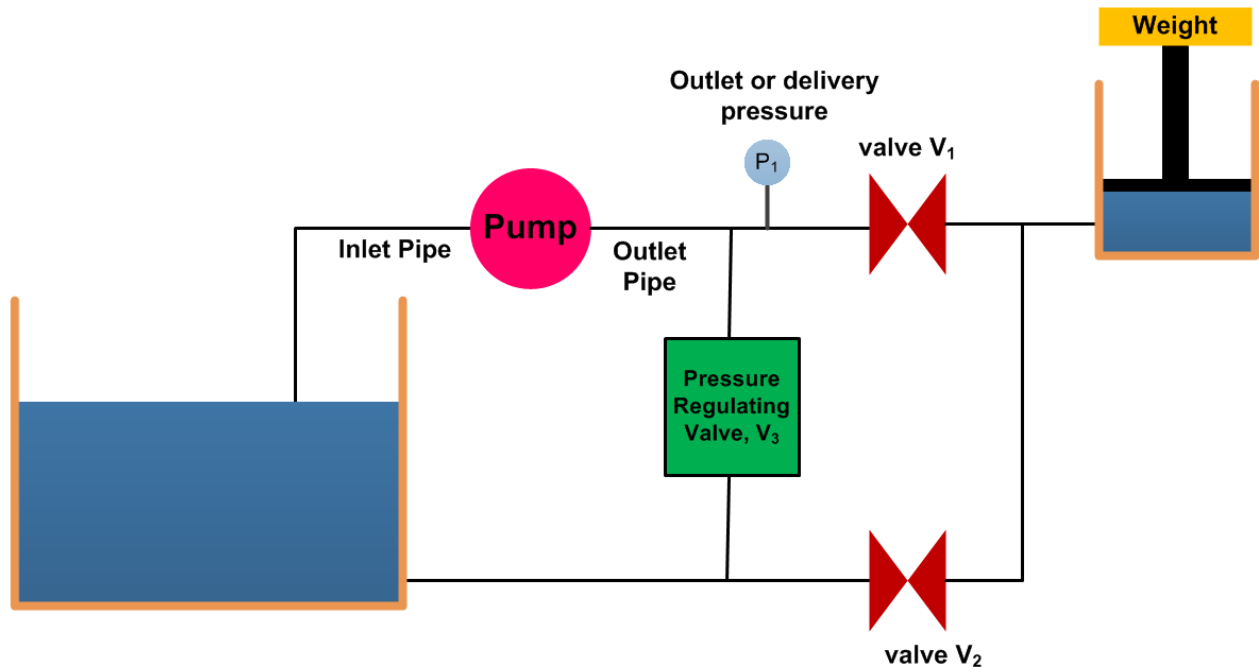 Weight
Outlet or delivery
pressure
P₁
valve V₁
Pump
Inlet Pipe
Outlet
Pipe
Pressure
Regulating
Valve, V₃
valve V₂